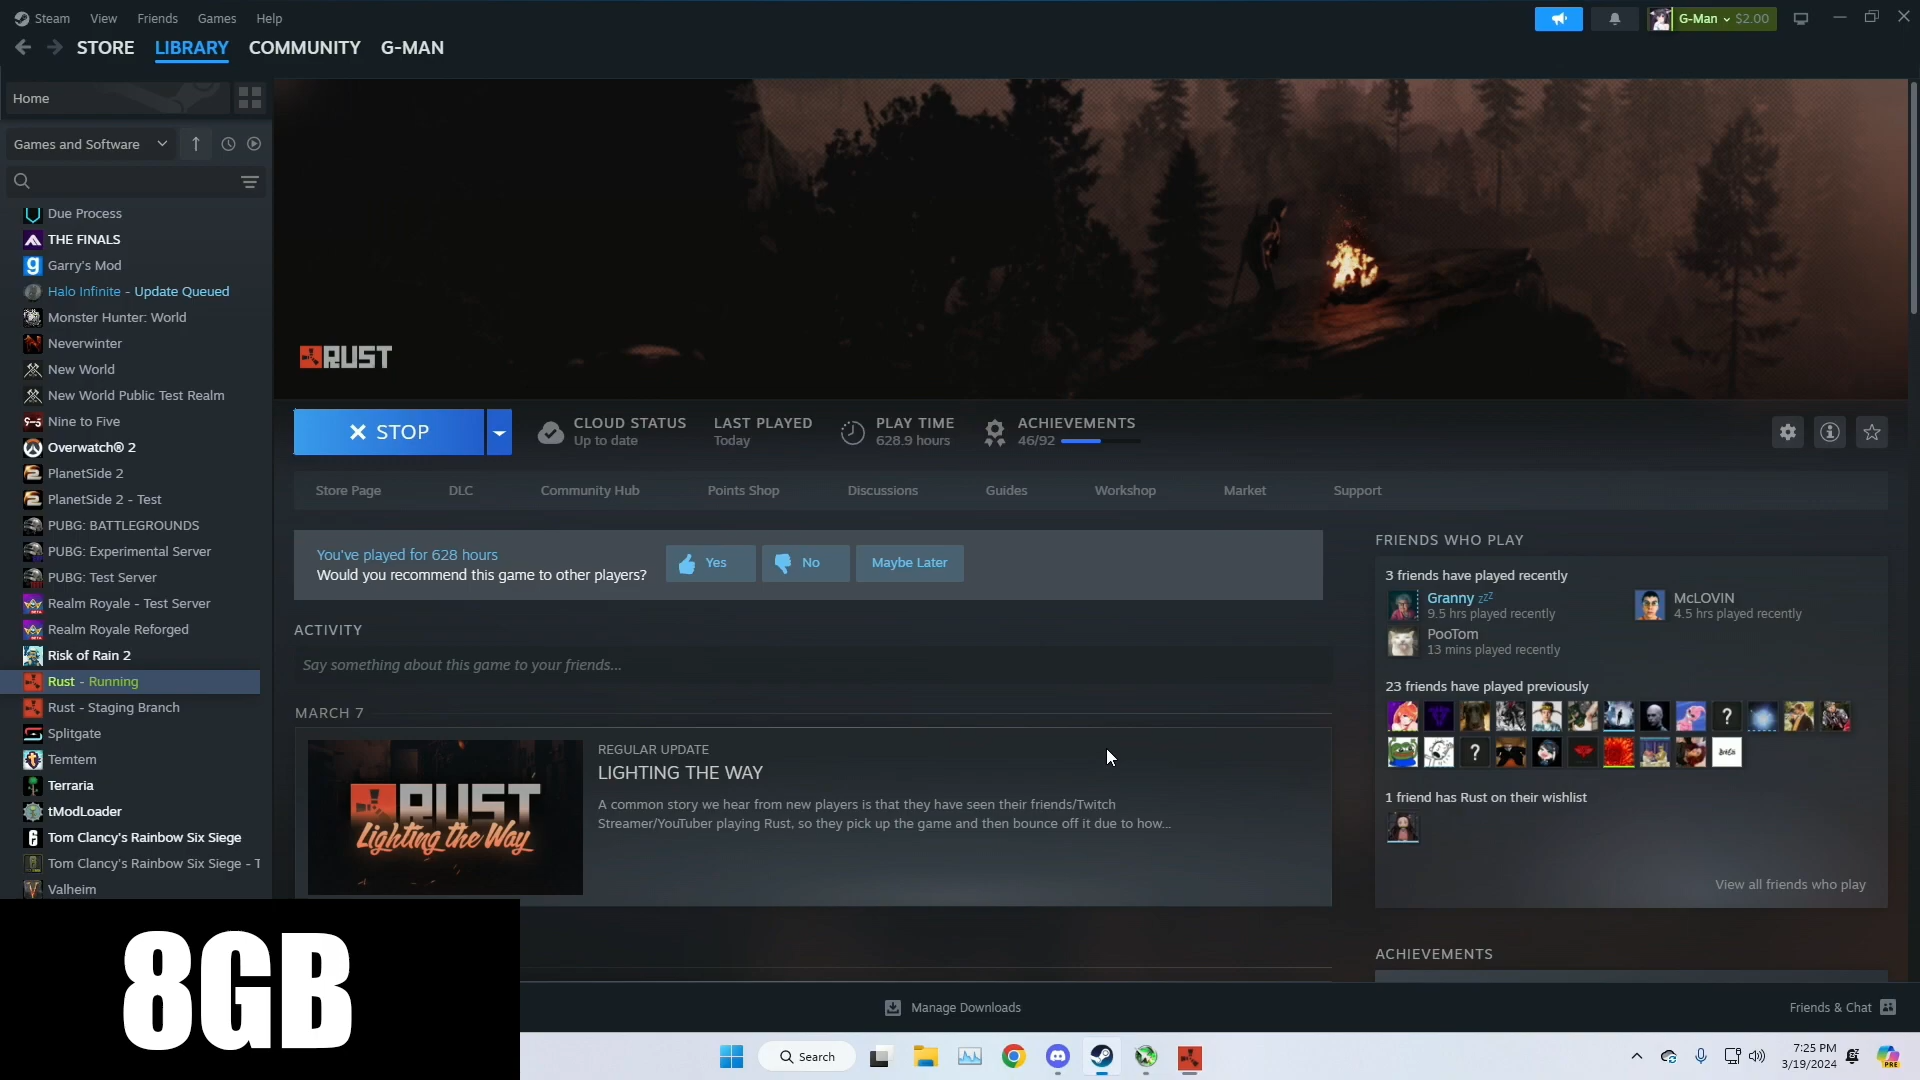 Steam View Friends Games Help
G-Man $2.00
STORE LIBRARY COMMUNITY G-MAN
Home
Games and Software
Due Process
THE FINALS
Garry's Mod
Halo Infinite - Update Queued
Monster Hunter: World
Neverwinter
New World
New World Public Test Realm
Nine to Five
Overwatch® 2
PlanetSide 2
PlanetSide 2 - Test
PUBG: BATTLEGROUNDS
PUBG: Experimental Server
PUBG: Test Server
Realm Royale - Test Server
Realm Royale Reforged
Risk of Rain 2
Rust - Running
Rust - Staging Branch
Splitgate
Temtem
Terraria
tModLoader
Tom Clancy's Rainbow Six Siege
Tom Clancy's Rainbow Six Siege - T
Valheim
8GB
RUST
STOP
CLOUD STATUS
Up to date
LAST PLAYED
Today
PLAY TIME
628.9 hours
ACHIEVEMENTS
46/92
Store Page DLC Community Hub Points Shop Discussions Guides Workshop Market Support
You've played for 628 hours
Would you recommend this game to other players?
Yes
No
Maybe Later
ACTIVITY
Say something about this game to your friends...
MARCH 7
RUST
Lighting the Way
REGULAR UPDATE
LIGHTING THE WAY
A common story we hear from new players is that they have seen their friends/Twitch
Streamer/YouTuber playing Rust, so they pick up the game and then bounce off it due to how...
FRIENDS WHO PLAY
3 friends have played recently
Granny zzZ
9.5 hrs played recently
McLOVIN
4.5 hrs played recently
PooTom
13 mins played recently
23 friends have played previously
1 friend has Rust on their wishlist
View all friends who play
ACHIEVEMENTS
Manage Downloads
Friends & Chat
Search
7:25 PM
3/19/2024
PRE